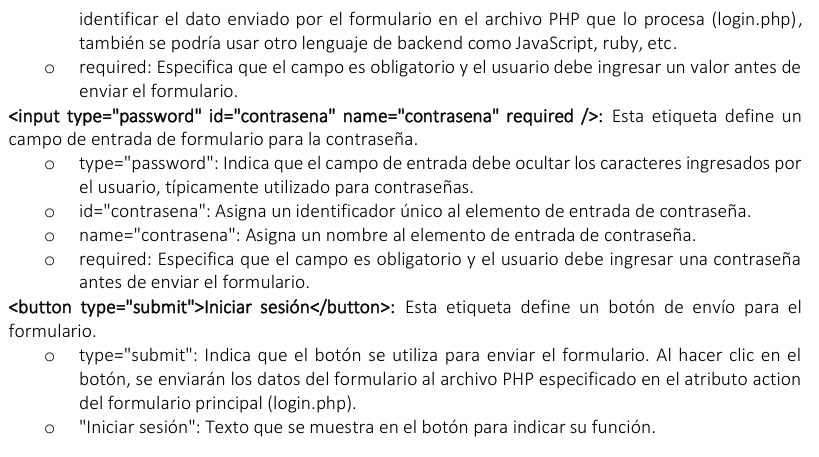 identificar el dato enviado por el formulario en el archivo PHP que lo procesa (login.php),
también se podría usar otro lenguaje de backend como JavaScript, ruby, etc.
o required: Especifica que el campo es obligatorio y el usuario debe ingresar un valor antes de
enviar el formulario.
<input type="password" id="contrasena" name="contrasena" required />: Esta etiqueta define un
campo de entrada de formulario para la contraseña.
o type="password": Indica que el campo de entrada debe ocultar los caracteres ingresados por
el usuario, típicamente utilizado para contraseñas.
o id="contrasena": Asigna un identificador único al elemento de entrada de contraseña.
o name="contrasena": Asigna un nombre al elemento de entrada de contraseña.
o required: Especifica que el campo es obligatorio y el usuario debe ingresar una contraseña
antes de enviar el formulario.
<button type="submit">Iniciar sesión</button>: Esta etiqueta define un botón de envío para el
formulario.
o type="submit": Indica que el botón se utiliza para enviar el formulario. Al hacer clic en el
botón, se enviarán los datos del formulario al archivo PHP especificado en el atributo action
del formulario principal (login.php).
o "Iniciar sesión": Texto que se muestra en el botón para indicar su función.